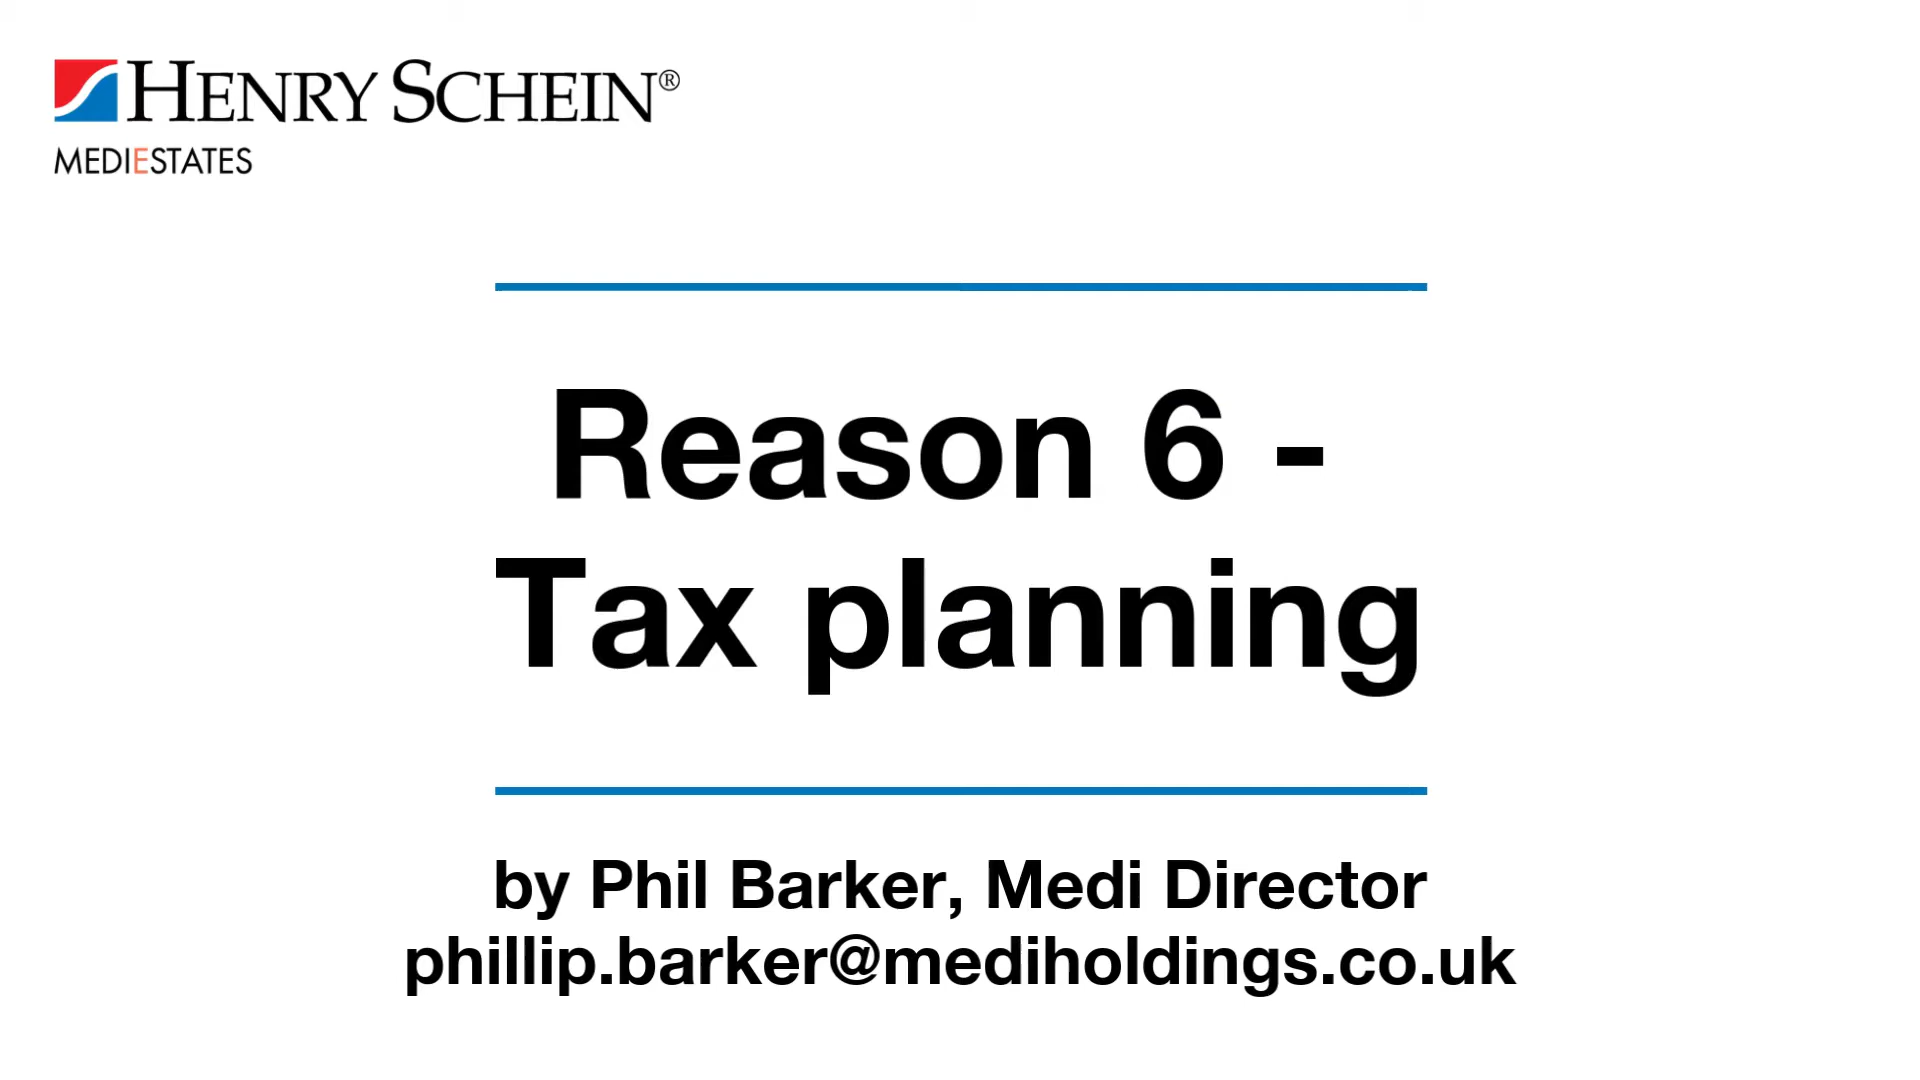 HENRY SCHEIN®
MEDIESTATES
Reason 6 -
Tax planning
by Phil Barker, Medi Director
phillip.barker@mediholdings.co.uk